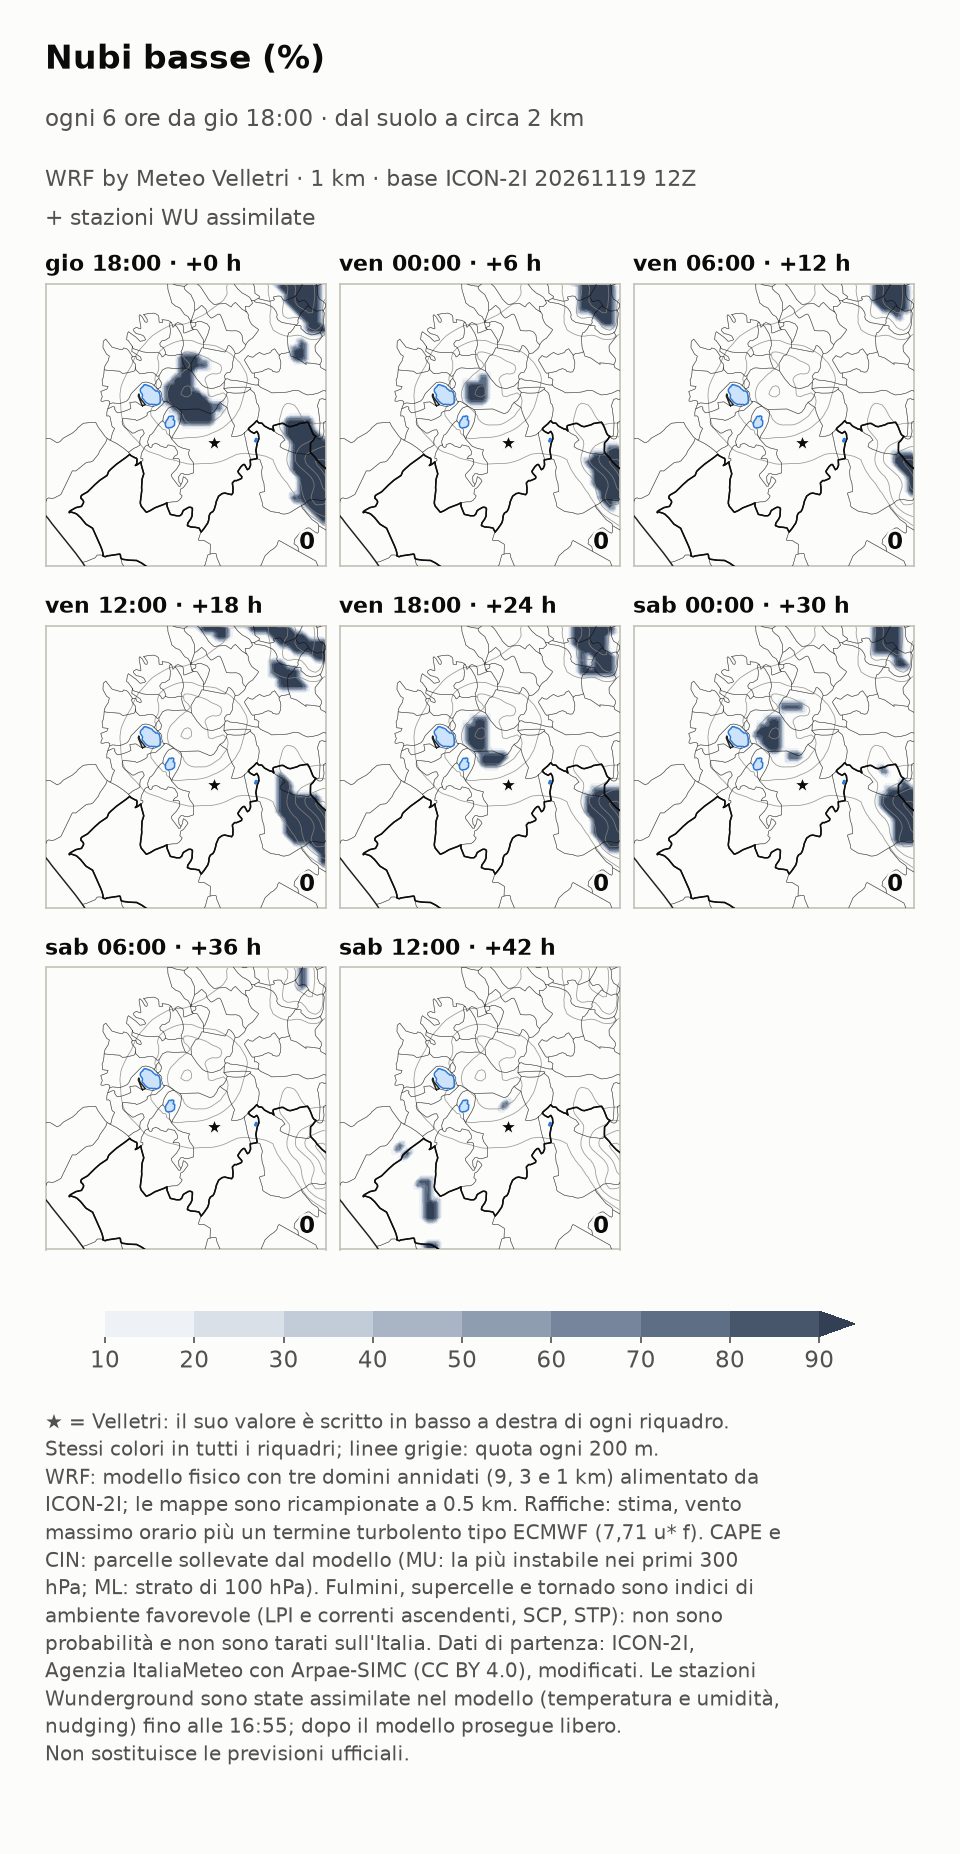 Nubi basse (%)
ogni 6 ore da gio 18:00 · dal suolo a circa 2 km
WRF by Meteo Velletri · 1 km · base ICON-2I 20261119 12Z
+ stazioni WU assimilate
gio 18:00 · +0 h
ven 00:00 · +6 h
ven 06:00 · +12 h
0
0
0
ven 12:00 · +18 h
ven 18:00 · +24 h
sab 00:00 · +30 h
0
0
0
sab 06:00 · +36 h
sab 12:00 · +42 h
0
0
10 20 30 40 50 60 70 80 90
★ = Velletri: il suo valore è scritto in basso a destra di ogni riquadro.
Stessi colori in tutti i riquadri; linee grigie: quota ogni 200 m.
WRF: modello fisico con tre domini annidati (9, 3 e 1 km) alimentato da
ICON-2I; le mappe sono ricampionate a 0.5 km. Raffiche: stima, vento
massimo orario più un termine turbolento tipo ECMWF (7,71 u* f). CAPE e
CIN: parcelle sollevate dal modello (MU: la più instabile nei primi 300
hPa; ML: strato di 100 hPa). Fulmini, supercelle e tornado sono indici di
ambiente favorevole (LPI e correnti ascendenti, SCP, STP): non sono
probabilità e non sono tarati sull'Italia. Dati di partenza: ICON-2I,
Agenzia ItaliaMeteo con Arpae-SIMC (CC BY 4.0), modificati. Le stazioni
Wunderground sono state assimilate nel modello (temperatura e umidità,
nudging) fino alle 16:55; dopo il modello prosegue libero.
Non sostituisce le previsioni ufficiali.